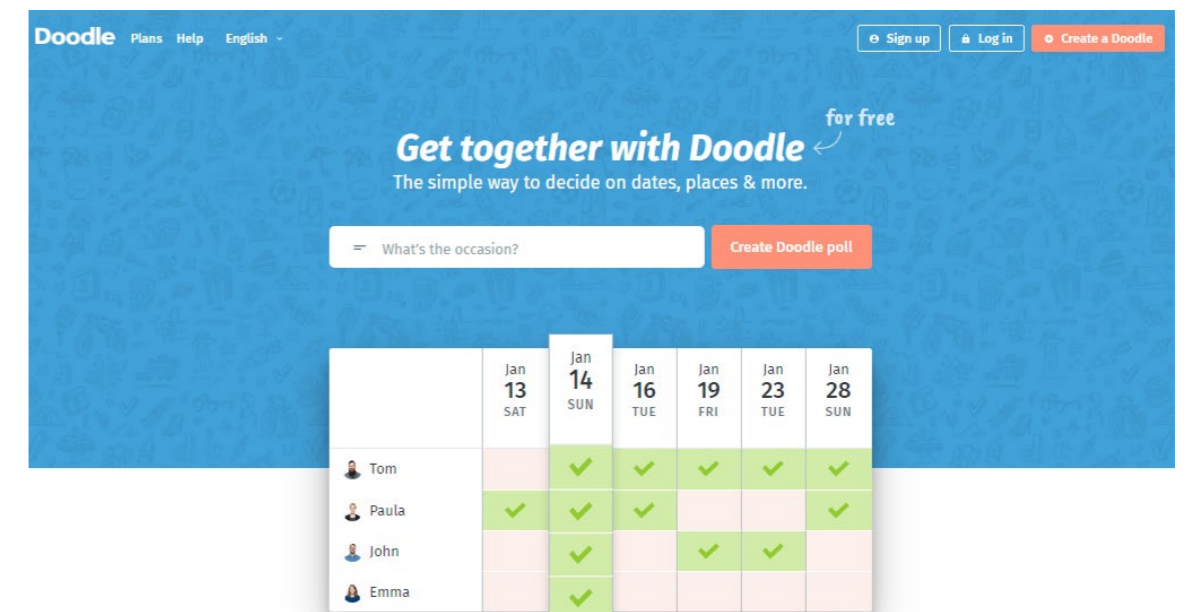 Doodle Plans Help English Sign up Log in Create a Doodle
for free
Get together with Doodle
The simple way to decide on dates, places & more.
What's the occasion? Create Doodle poll
Jan Jan Jan Jan Jan Jan
13 14 16 19 23 28
SAT SUN TUE FRI TUE SUN
Tom
Paula
John
Emma